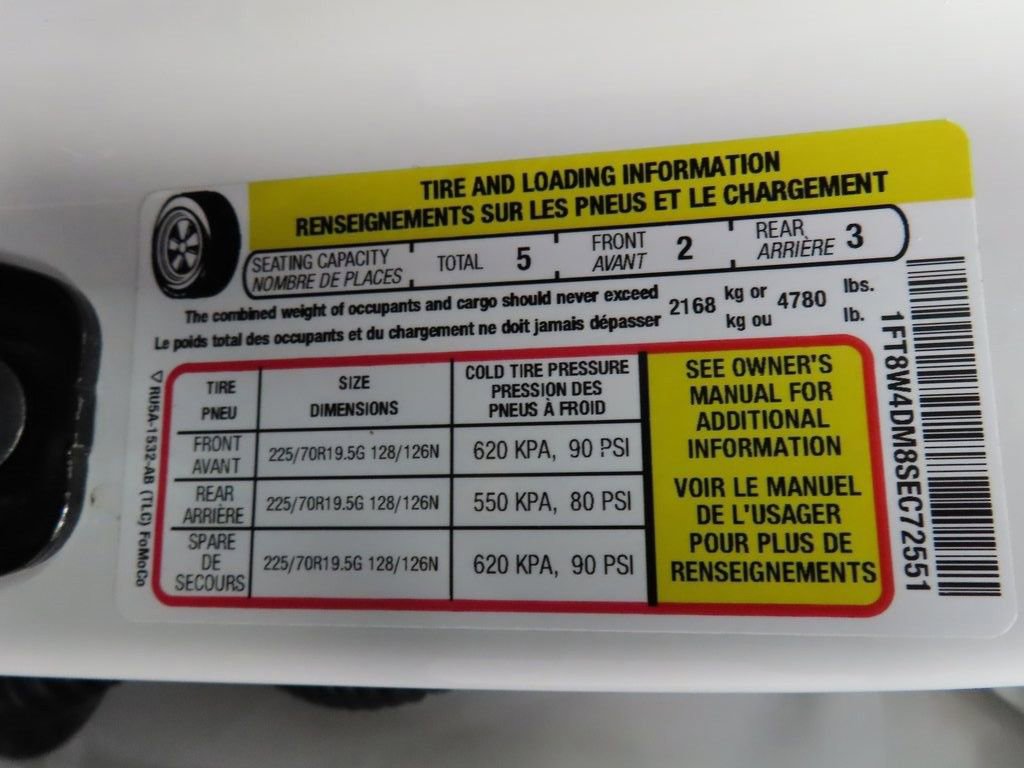 TIRE AND LOADING INFORMATION
RENSEIGNEMENTS SUR LES PNEUS ET LE CHARGEMENT
SEATING CAPACITY
NOMBRE DE PLACES
TOTAL 5
FRONT
AVANT
2
REAR
ARRIÈRE
3
The combined weight of occupants and cargo should never exceed
Le poids total des occupants et du chargement ne doit jamais dépasser
2168 kg or 4780 lbs.
kg ou lb.
TIRE
PNEU
SIZE
DIMENSIONS
COLD TIRE PRESSURE
PRESSION DES
PNEUS À FROID
FRONT
AVANT
225/70R19.5G 128/126N
620 KPA, 90 PSI
REAR
ARRIÈRE
225/70R19.5G 128/126N
550 KPA, 80 PSI
SPARE
DE
SECOURS
225/70R19.5G 128/126N
620 KPA, 90 PSI
SEE OWNER'S
MANUAL FOR
ADDITIONAL
INFORMATION
VOIR LE MANUEL
DE L'USAGER
POUR PLUS DE
RENSEIGNEMENTS
1FT8W4DM8SEC72551
▽ RU5A-1532-AB (TLC) FoMoCo